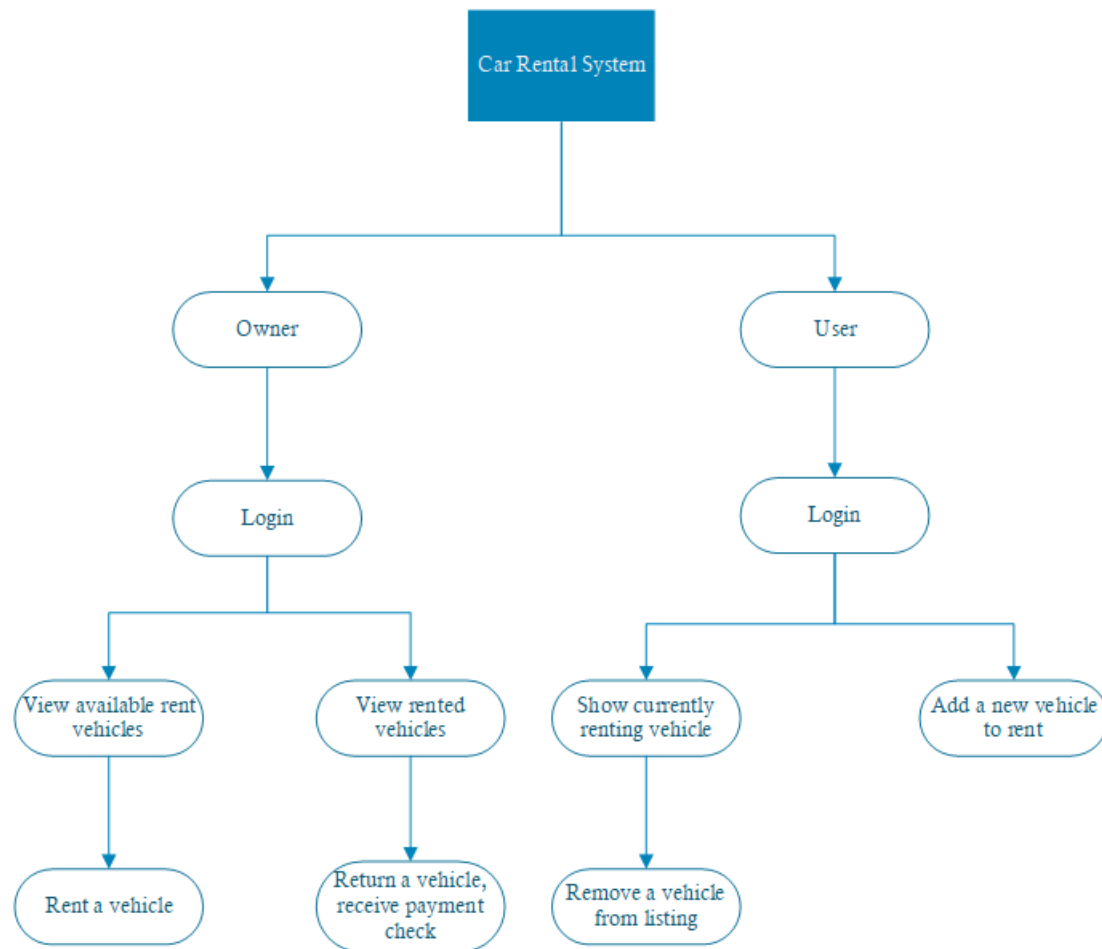 Car Rental System
Owner
User
Login
Login
View available rent
vehicles
View rented
vehicles
Show currently
renting vehicle
Add a new vehicle
to rent
Rent a vehicle
Return a vehicle,
receive payment
check
Remove a vehicle
from listing